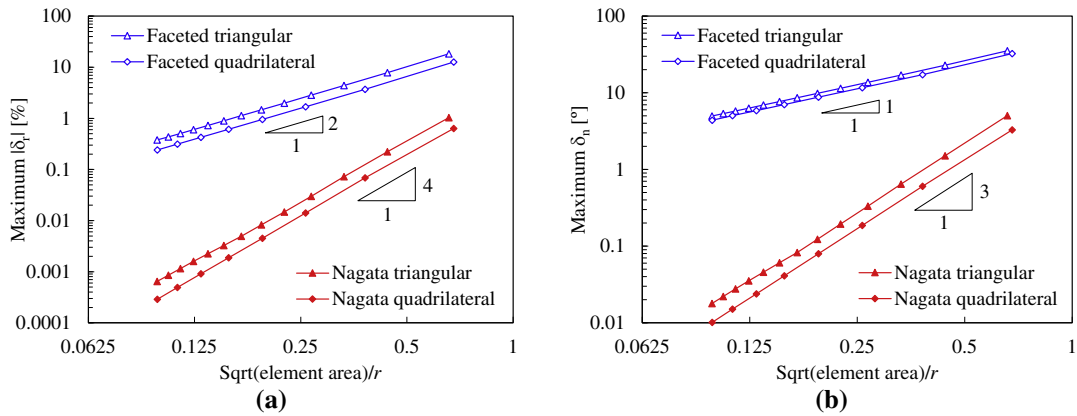 100
10
1
0.1
0.01
0.001
0.0001
Maximum |δr| [%]
Faceted triangular
Faceted quadrilateral
2
1
4
1
Nagata triangular
Nagata quadrilateral
0.0625
0.125
0.25
0.5
1
Sqrt(element area)/r
(a)
100
10
1
0.1
0.01
Maximum δn [º]
Faceted triangular
Faceted quadrilateral
1
1
3
1
Nagata triangular
Nagata quadrilateral
0.0625
0.125
0.25
0.5
1
Sqrt(element area)/r
(b)